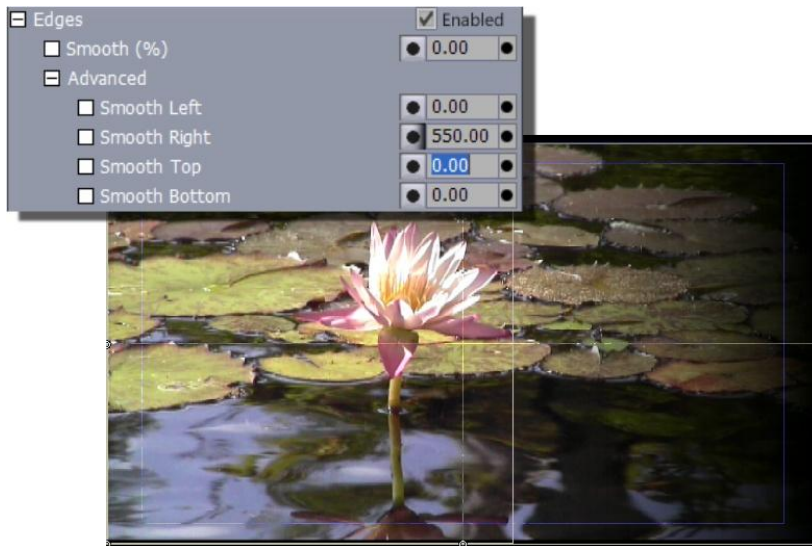 Edges Enabled
Smooth (%) 0.00
Advanced
Smooth Left 0.00
Smooth Right 550.00
Smooth Top 0.00
Smooth Bottom 0.00